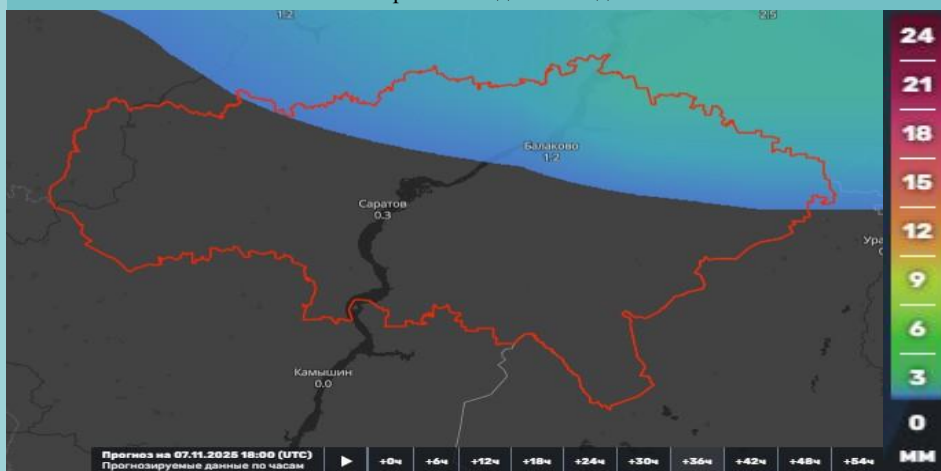 1.2
2.5
24
21
18
15
12
9
6
3
0
мм
Балаково
1.2
Саратов
0.3
Камышин
0.0
Прогноз на 07.11.2025 18:00 (UTC)
Прогнозируемые данные по часам
+0ч +6ч +12ч +18ч +24ч +30ч +36ч +42ч +48ч +54ч